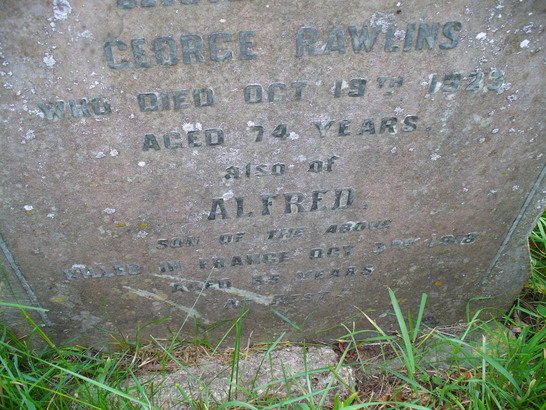 GEORGE RAWLINS
WHO DIED OCT 19TH 1923
AGED 74 YEARS.
also of
ALFRED.
SON OF THE ABOVE
KILLED IN FRANCE OCT 3RD 1918
AGED 35 YEARS